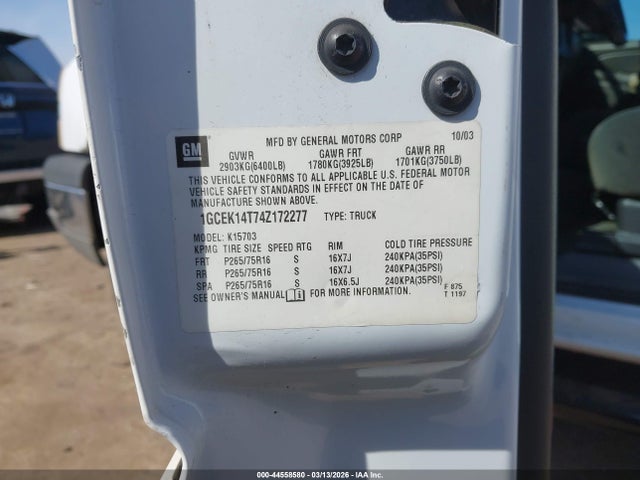 GM
MFD BY GENERAL MOTORS CORP 10/03
GVWR GAWR FRT GAWR RR
2903KG(6400LB) 1780KG(3925LB) 1701KG(3750LB)
THIS VEHICLE CONFORMS TO ALL APPLICABLE U.S. FEDERAL MOTOR
VEHICLE SAFETY STANDARDS IN EFFECT ON THE DATE OF
MANUFACTURE SHOWN ABOVE.
1GCEK14T74Z172277 TYPE: TRUCK
MODEL: K15703
KPMG TIRE SIZE SPEED RTG RIM COLD TIRE PRESSURE
FRT P265/75R16 S 16X7J 240KPA(35PSI)
RR P265/75R16 S 16X7J 240KPA(35PSI)
SPA P265/75R16 S 16X6.5J 240KPA(35PSI)
SEE OWNER'S MANUAL FOR MORE INFORMATION.
F 875
T 1197
000-44558580 | 03/13/2026 - Copart, Inc.